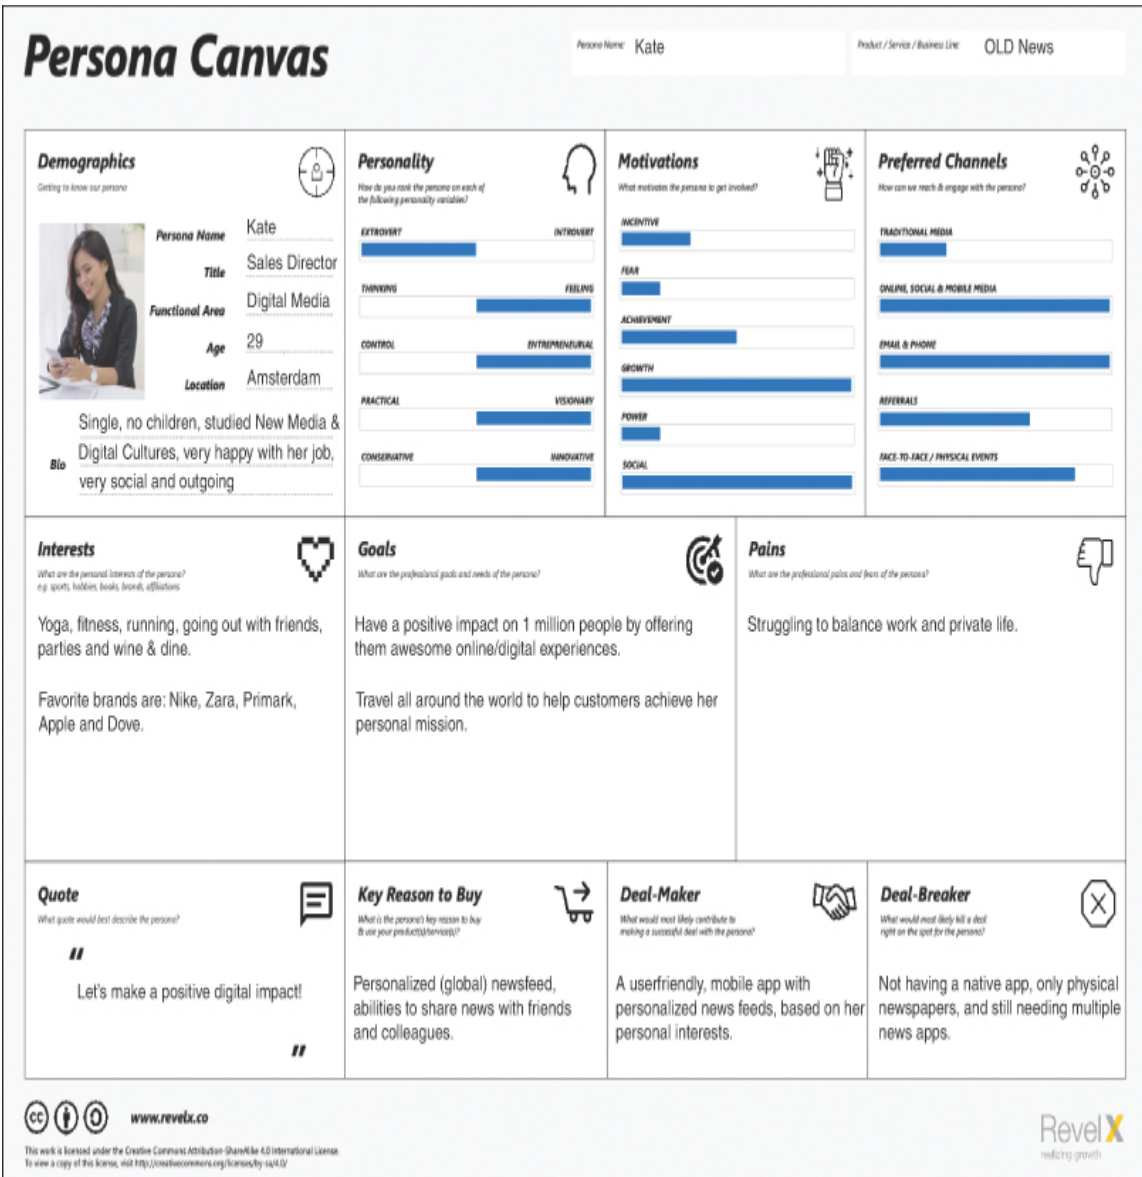 Persona Canvas
Persona Name: Kate
Product / Service / Business Line: OLD News
Demographics
Getting to know our persona
Persona Name Kate
Title Sales Director
Functional Area Digital Media
Age 29
Location Amsterdam
Bio
Single, no children, studied New Media &
Digital Cultures, very happy with her job,
very social and outgoing
Personality
How do you rank the persona on each of
the following personality variables?
EXTROVERT INTROVERT
THINKING FEELING
CONTROL ENTREPRENEURIAL
PRACTICAL VISIONARY
CONSERVATIVE INNOVATIVE
Motivations
What motivates the persona to get involved?
INCENTIVE
FEAR
ACHIEVEMENT
GROWTH
POWER
SOCIAL
Preferred Channels
How can we reach & engage with the persona?
TRADITIONAL MEDIA
ONLINE, SOCIAL & MOBILE MEDIA
EMAIL & PHONE
REFERRALS
FACE-TO-FACE / PHYSICAL EVENTS
Interests
What are the personal interests of the persona?
e.g. sports, hobbies, books, brands, affiliations
Yoga, fitness, running, going out with friends,
parties and wine & dine.
Favorite brands are: Nike, Zara, Primark,
Apple and Dove.
Goals
What are the professional goals and needs of the persona?
Have a positive impact on 1 million people by offering
them awesome online/digital experiences.
Travel all around the world to help customers achieve her
personal mission.
Pains
What are the professional pains and fears of the persona?
Struggling to balance work and private life.
Quote
What quote would best describe the persona?
"
Let's make a positive digital impact!
"
Key Reason to Buy
What is the persona's key reason to buy
& use your product(s)/service(s)?
Personalized (global) newsfeed,
abilities to share news with friends
and colleagues.
Deal-Maker
What would most likely contribute to
making a successful deal with the persona?
A userfriendly, mobile app with
personalized news feeds, based on her
personal interests.
Deal-Breaker
What would most likely kill a deal
right on the spot for the persona?
Not having a native app, only physical
newspapers, and still needing multiple
news apps.
cc
www.revelx.co
This work is licensed under the Creative Commons Attribution-ShareAlike 4.0 International License.
To view a copy of this license, visit http://creativecommons.org/licenses/by-sa/4.0/
RevelX
realizing growth